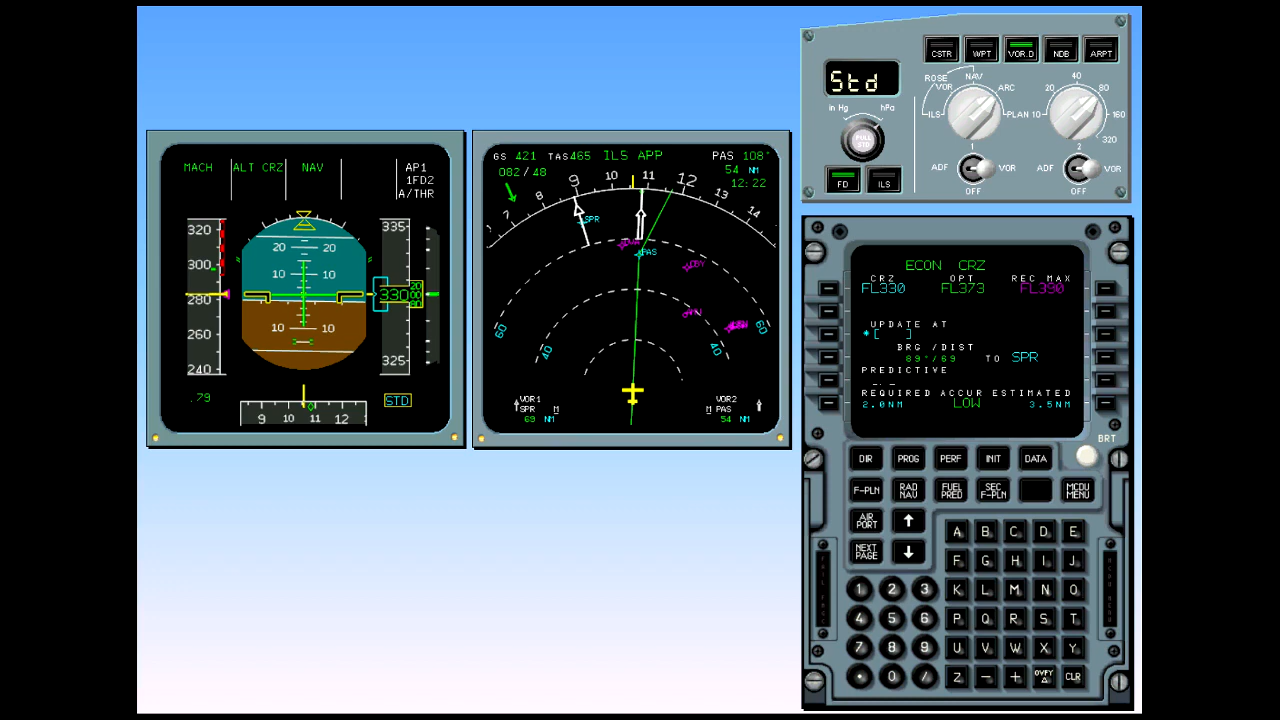 MACH ALT CRZ NAV AP1
1FD2
A/THR
320
300
280
260
240
20 20
10 10
10 10
335
330
20
00
80
325
.79
STD
9 10 11 12
GS 421 TAS465 ILS APP PAS 108°
082/48 54 NM
12:22
7 8 9 10 11 12 13 14
SPR
PAS
60 60
40 40
VOR1
SPR M
69 NM
VOR2
M PAS
54 NM
Std
in Hg hPa
PULL
STD
FD ILS
CSTR WPT VOR.D NDB ARPT
ROSE
VOR NAV ARC
ILS PLAN
10 20 40 80 160 320
1 2
ADF VOR ADF VOR
OFF OFF
ECON CRZ
CRZ OPT REC MAX
FL330 FL373 FL390
UPDATE AT
*[ ]
BRG /DIST
89°/69 TO SPR
PREDICTIVE
REQUIRED ACCUR ESTIMATED
2.0NM LOW 3.5NM
BRT
DIR PROG PERF INIT DATA
F-PLN RAD NAV FUEL PRED SEC F-PLN MCDU MENU
AIR PORT ↑
NEXT PAGE ↓
A B C D E
F G H I J
1 2 3 K L M N O
4 5 6 P Q R S T
7 8 9 U V W X Y
. 0 / Z - + OVFY Δ CLR